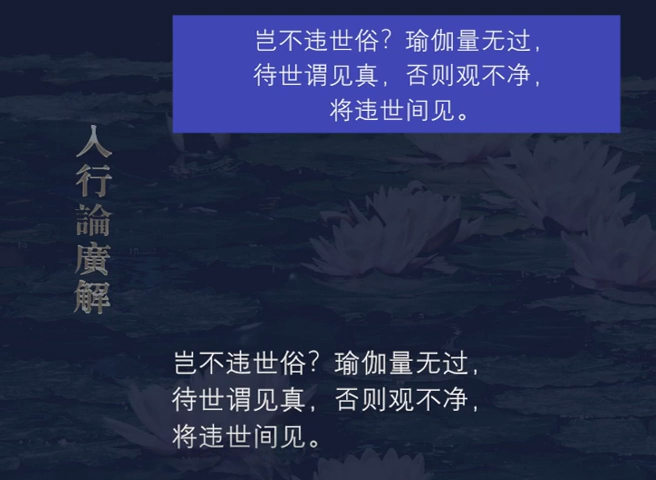 岂不违世俗？瑜伽量无过，
待世谓见真，否则观不净，
将违世间见。
入行論廣解
岂不违世俗？瑜伽量无过，
待世谓见真，否则观不净，
将违世间见。